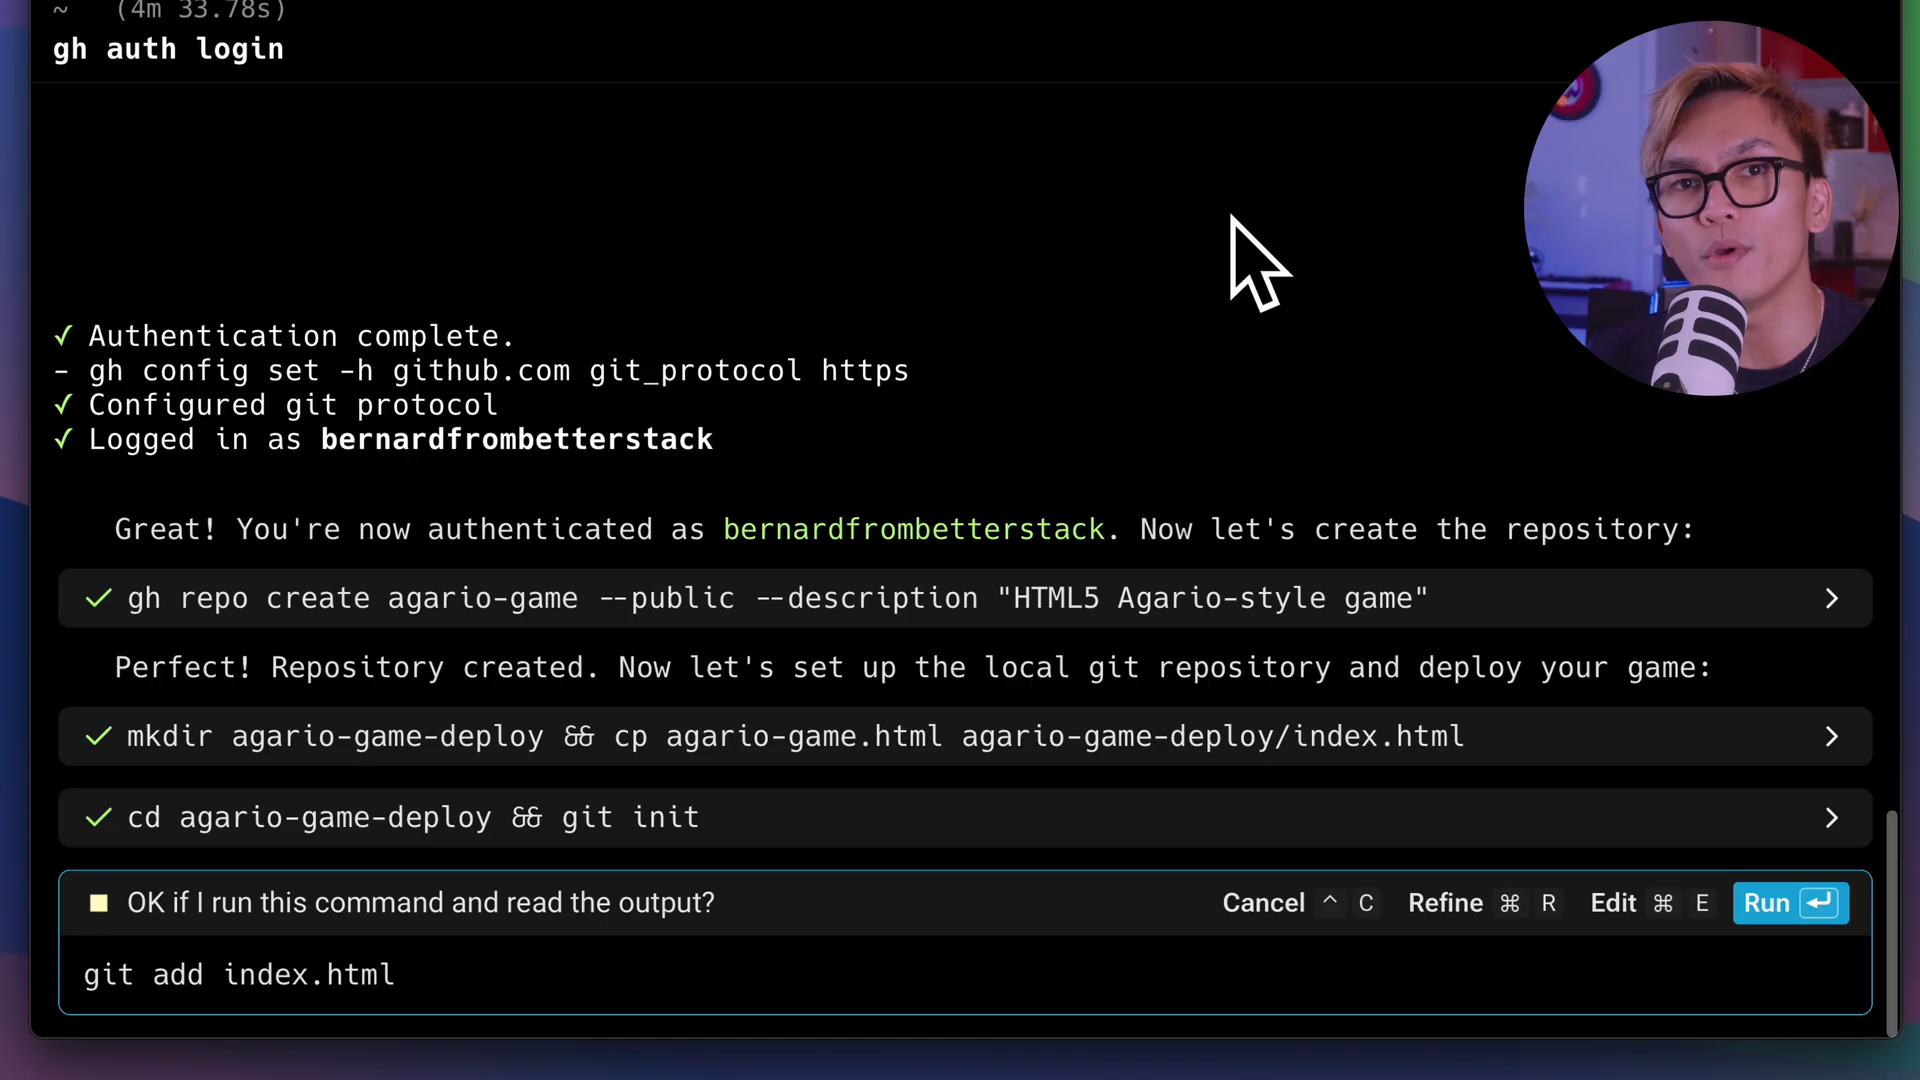 ~ (4m 33.78s)
gh auth login
✓ Authentication complete.
- gh config set -h github.com git_protocol https
✓ Configured git protocol
✓ Logged in as bernardfrombetterstack
Great! You're now authenticated as bernardfrombetterstack. Now let's create the repository:
✓ gh repo create agario-game --public --description "HTML5 Agario-style game"
Perfect! Repository created. Now let's set up the local git repository and deploy your game:
✓ mkdir agario-game-deploy && cp agario-game.html agario-game-deploy/index.html
✓ cd agario-game-deploy && git init
OK if I run this command and read the output? Cancel ^ C Refine ⌘ R Edit ⌘ E Run ↵
git add index.html